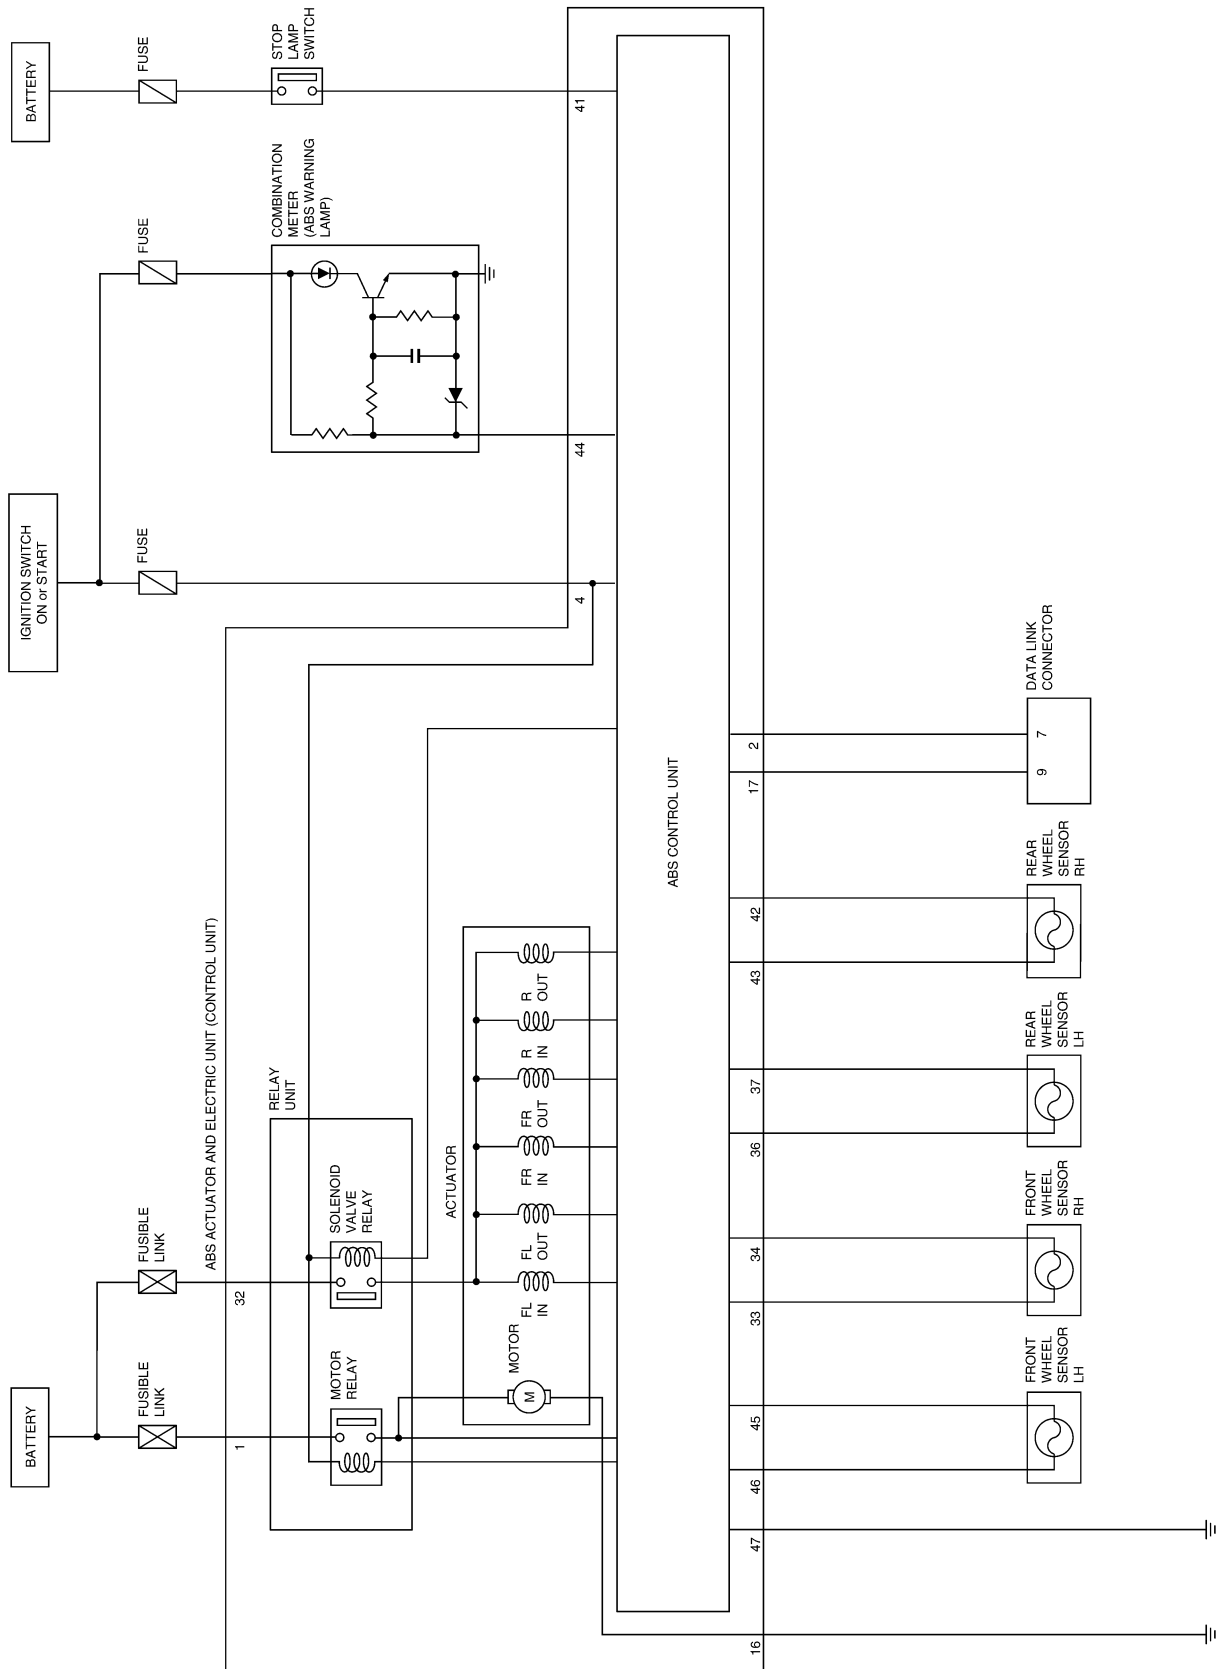 BATTERY
FUSIBLE
LINK
FUSIBLE
LINK
IGNITION SWITCH
ON or START
FUSE
FUSE
BATTERY
FUSE
COMBINATION
METER
(ABS WARNING
LAMP)
STOP
LAMP
SWITCH
1
32
4
44
41
ABS ACTUATOR AND ELECTRIC UNIT (CONTROL UNIT)
RELAY
UNIT
MOTOR
RELAY
SOLENOID
VALVE
RELAY
ACTUATOR
MOTOR
M
FL
IN
FL
OUT
FR
IN
FR
OUT
R
IN
R
OUT
ABS CONTROL UNIT
16
47
46
45
33
34
36
37
43
42
17
2
FRONT
WHEEL
SENSOR
LH
FRONT
WHEEL
SENSOR
RH
REAR
WHEEL
SENSOR
LH
REAR
WHEEL
SENSOR
RH
DATA LINK
CONNECTOR
9
7